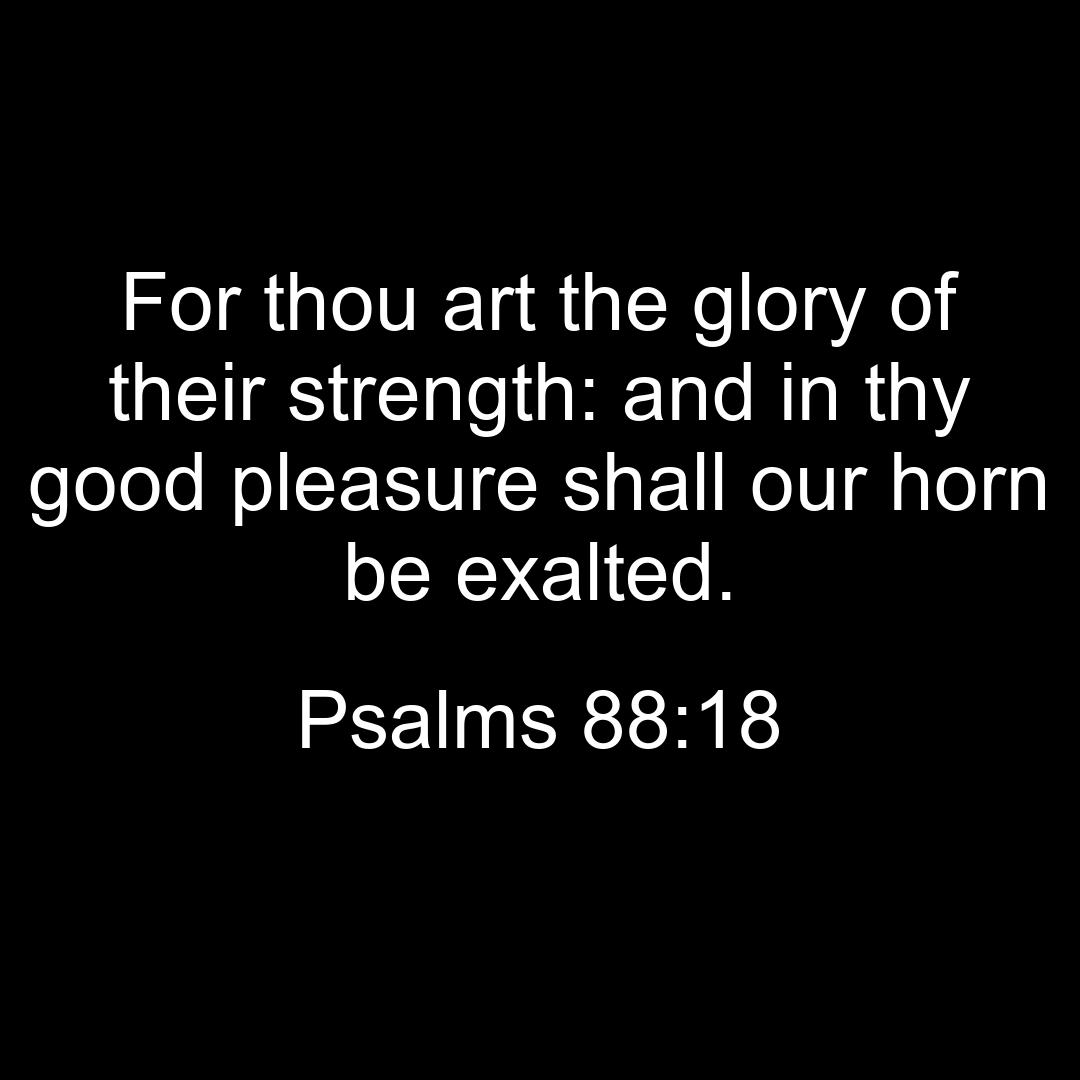 For thou art the glory of
their strength: and in thy
good pleasure shall our horn
be exalted.
Psalms 88:18